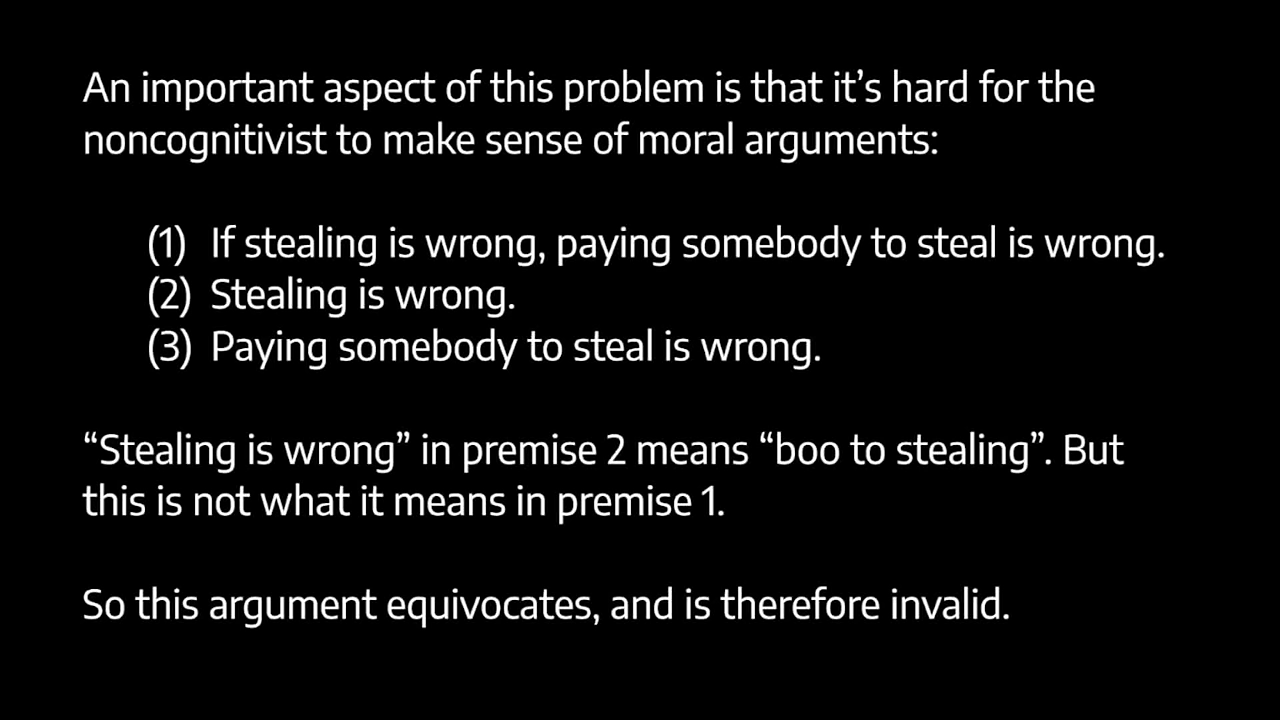 An important aspect of this problem is that it’s hard for the
noncognitivist to make sense of moral arguments:
(1) If stealing is wrong, paying somebody to steal is wrong.
(2) Stealing is wrong.
(3) Paying somebody to steal is wrong.
“Stealing is wrong” in premise 2 means “boo to stealing”. But
this is not what it means in premise 1.
So this argument equivocates, and is therefore invalid.